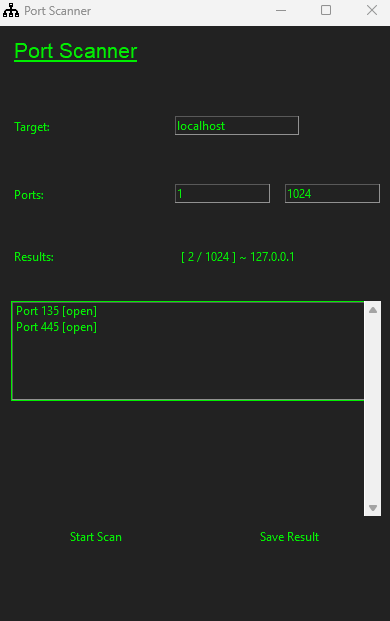 Port Scanner
Port Scanner
Target:
localhost
Ports:
1
1024
Results:
[ 2 / 1024 ] ~ 127.0.0.1
Port 135 [open]
Port 445 [open]
Start Scan
Save Result